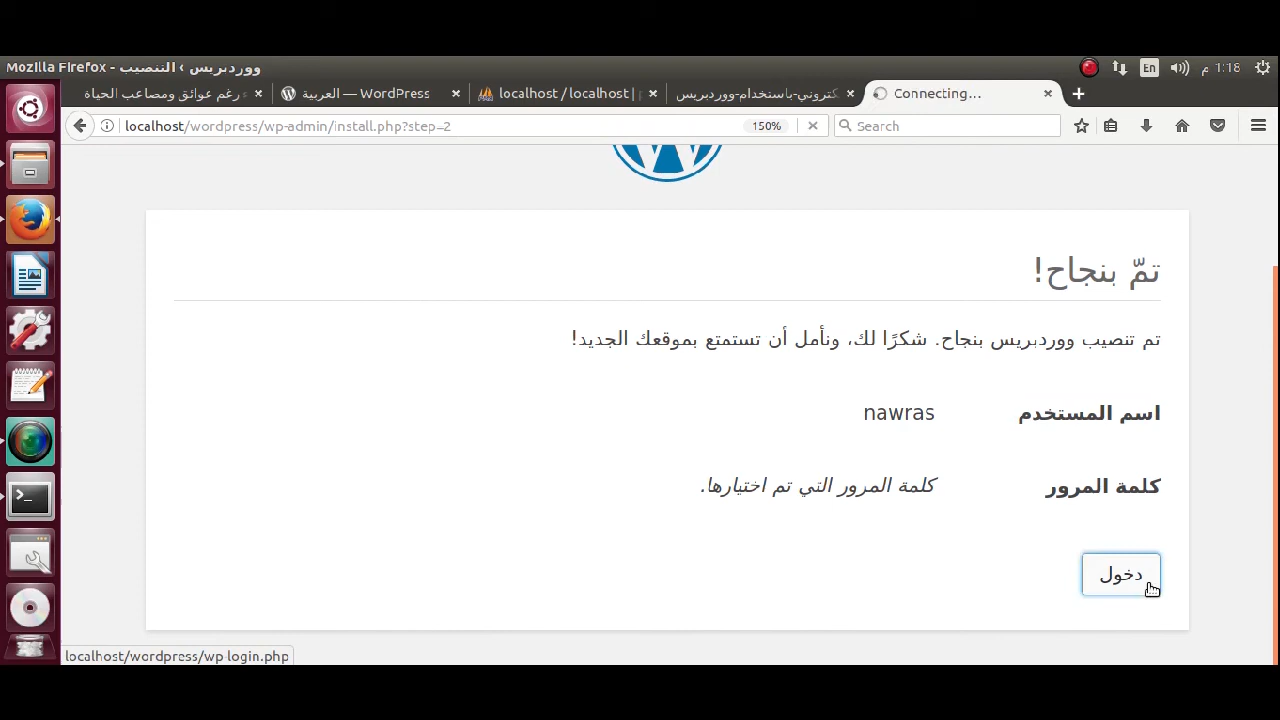 ووردبريس › التنصيب - Mozilla Firefox
En
1:18 م
رغم عوائق ومصاعب الحياة
العربية — WordPress
localhost / localhost | p
كتروني-باستخدام-ووردبريس
Connecting...
localhost/wordpress/wp-admin/install.php?step=2
150%
Search
تمّ بنجاح!
تم تنصيب ووردبريس بنجاح. شكرًا لك، ونأمل أن تستمتع بموقعك الجديد!
اسم المستخدم
nawras
كلمة المرور
كلمة المرور التي تم اختيارها.
دخول
localhost/wordpress/wp-login.php